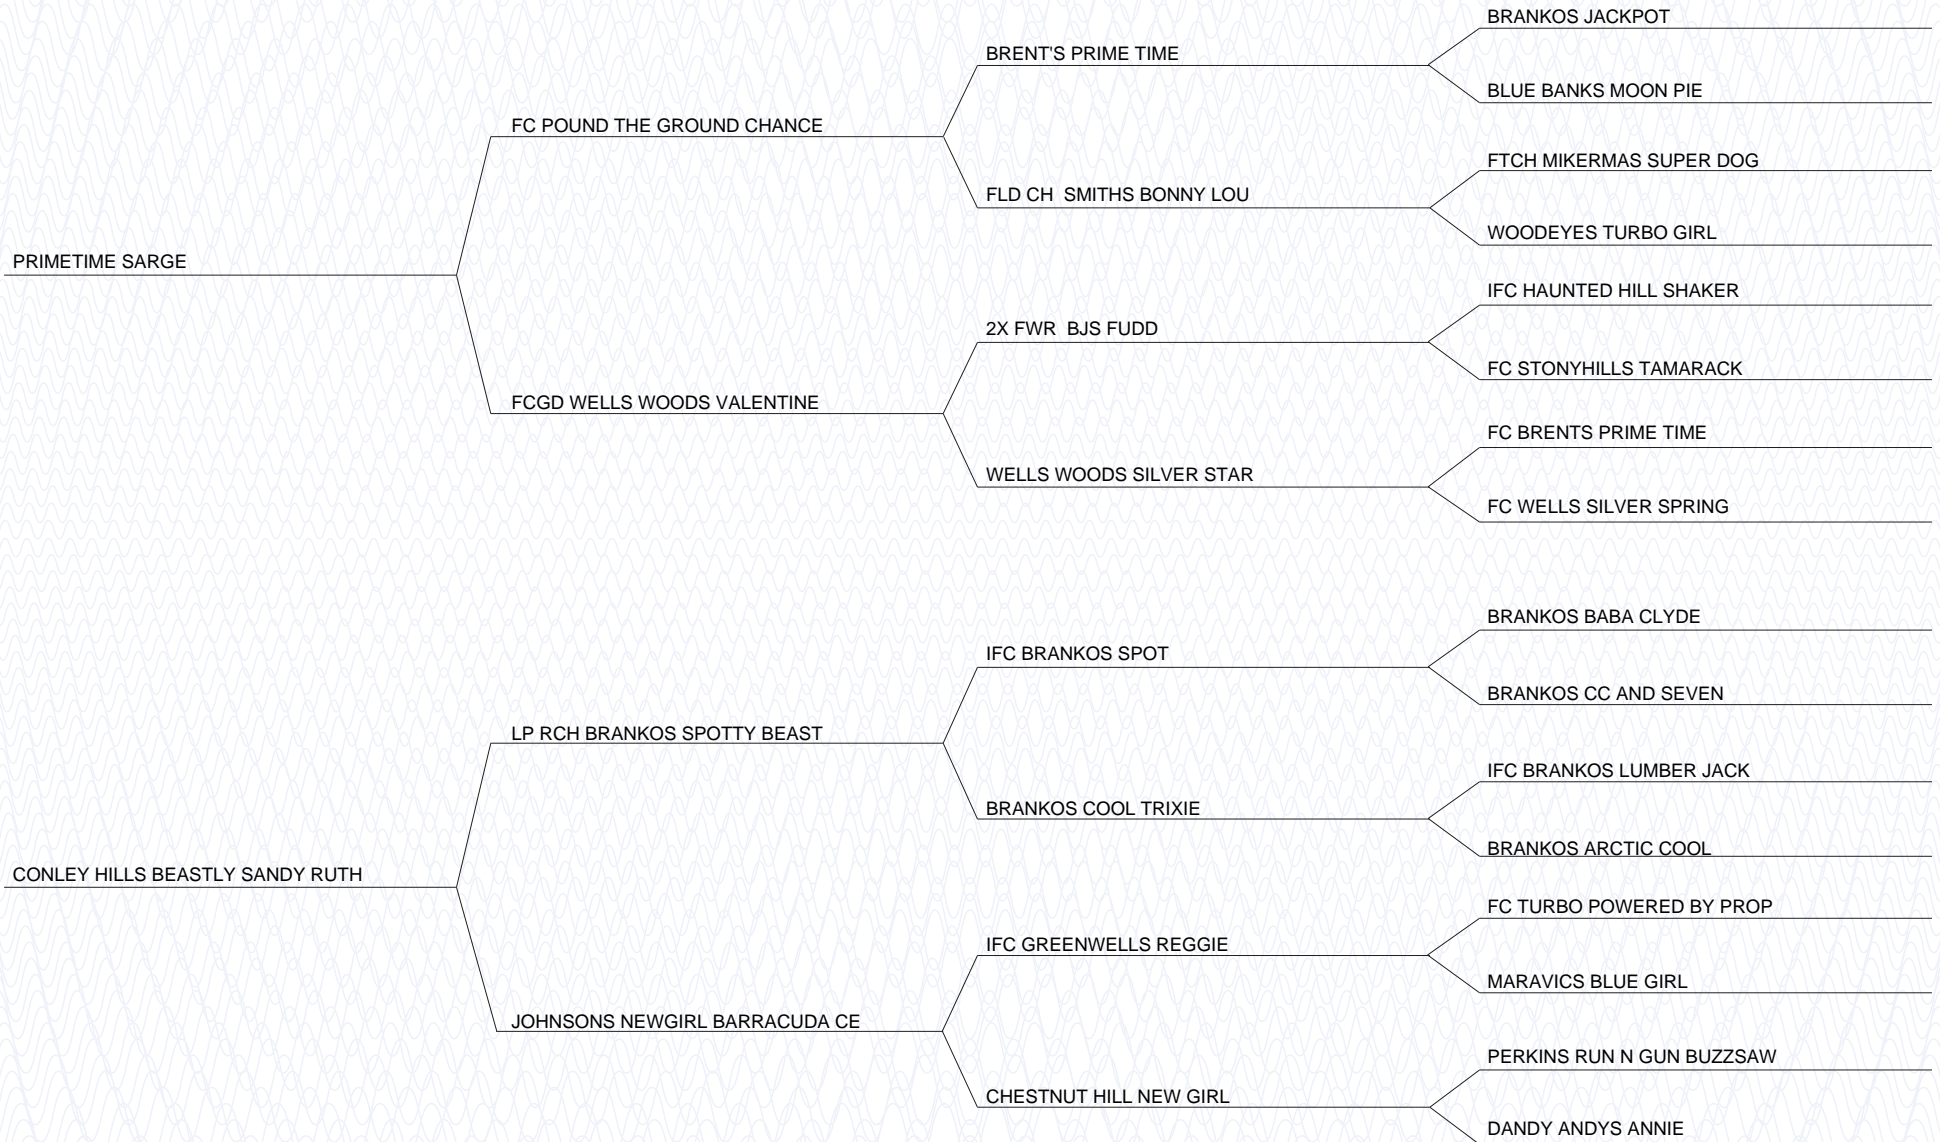 BRANKOS JACKPOT
BRENT'S PRIME TIME
BLUE BANKS MOON PIE
FC POUND THE GROUND CHANCE
FTCH MIKERMAS SUPER DOG
FLD CH  SMITHS BONNY LOU
WOODEYES TURBO GIRL
PRIMETIME SARGE
IFC HAUNTED HILL SHAKER
2X FWR  BJS FUDD
FC STONYHILLS TAMARACK
FCGD WELLS WOODS VALENTINE
FC BRENTS PRIME TIME
WELLS WOODS SILVER STAR
FC WELLS SILVER SPRING
BRANKOS BABA CLYDE
IFC BRANKOS SPOT
BRANKOS CC AND SEVEN
LP RCH BRANKOS SPOTTY BEAST
IFC BRANKOS LUMBER JACK
BRANKOS COOL TRIXIE
BRANKOS ARCTIC COOL
CONLEY HILLS BEASTLY SANDY RUTH
FC TURBO POWERED BY PROP
IFC GREENWELLS REGGIE
MARAVICS BLUE GIRL
JOHNSONS NEWGIRL BARRACUDA CE
PERKINS RUN N GUN BUZZSAW
CHESTNUT HILL NEW GIRL
DANDY ANDYS ANNIE